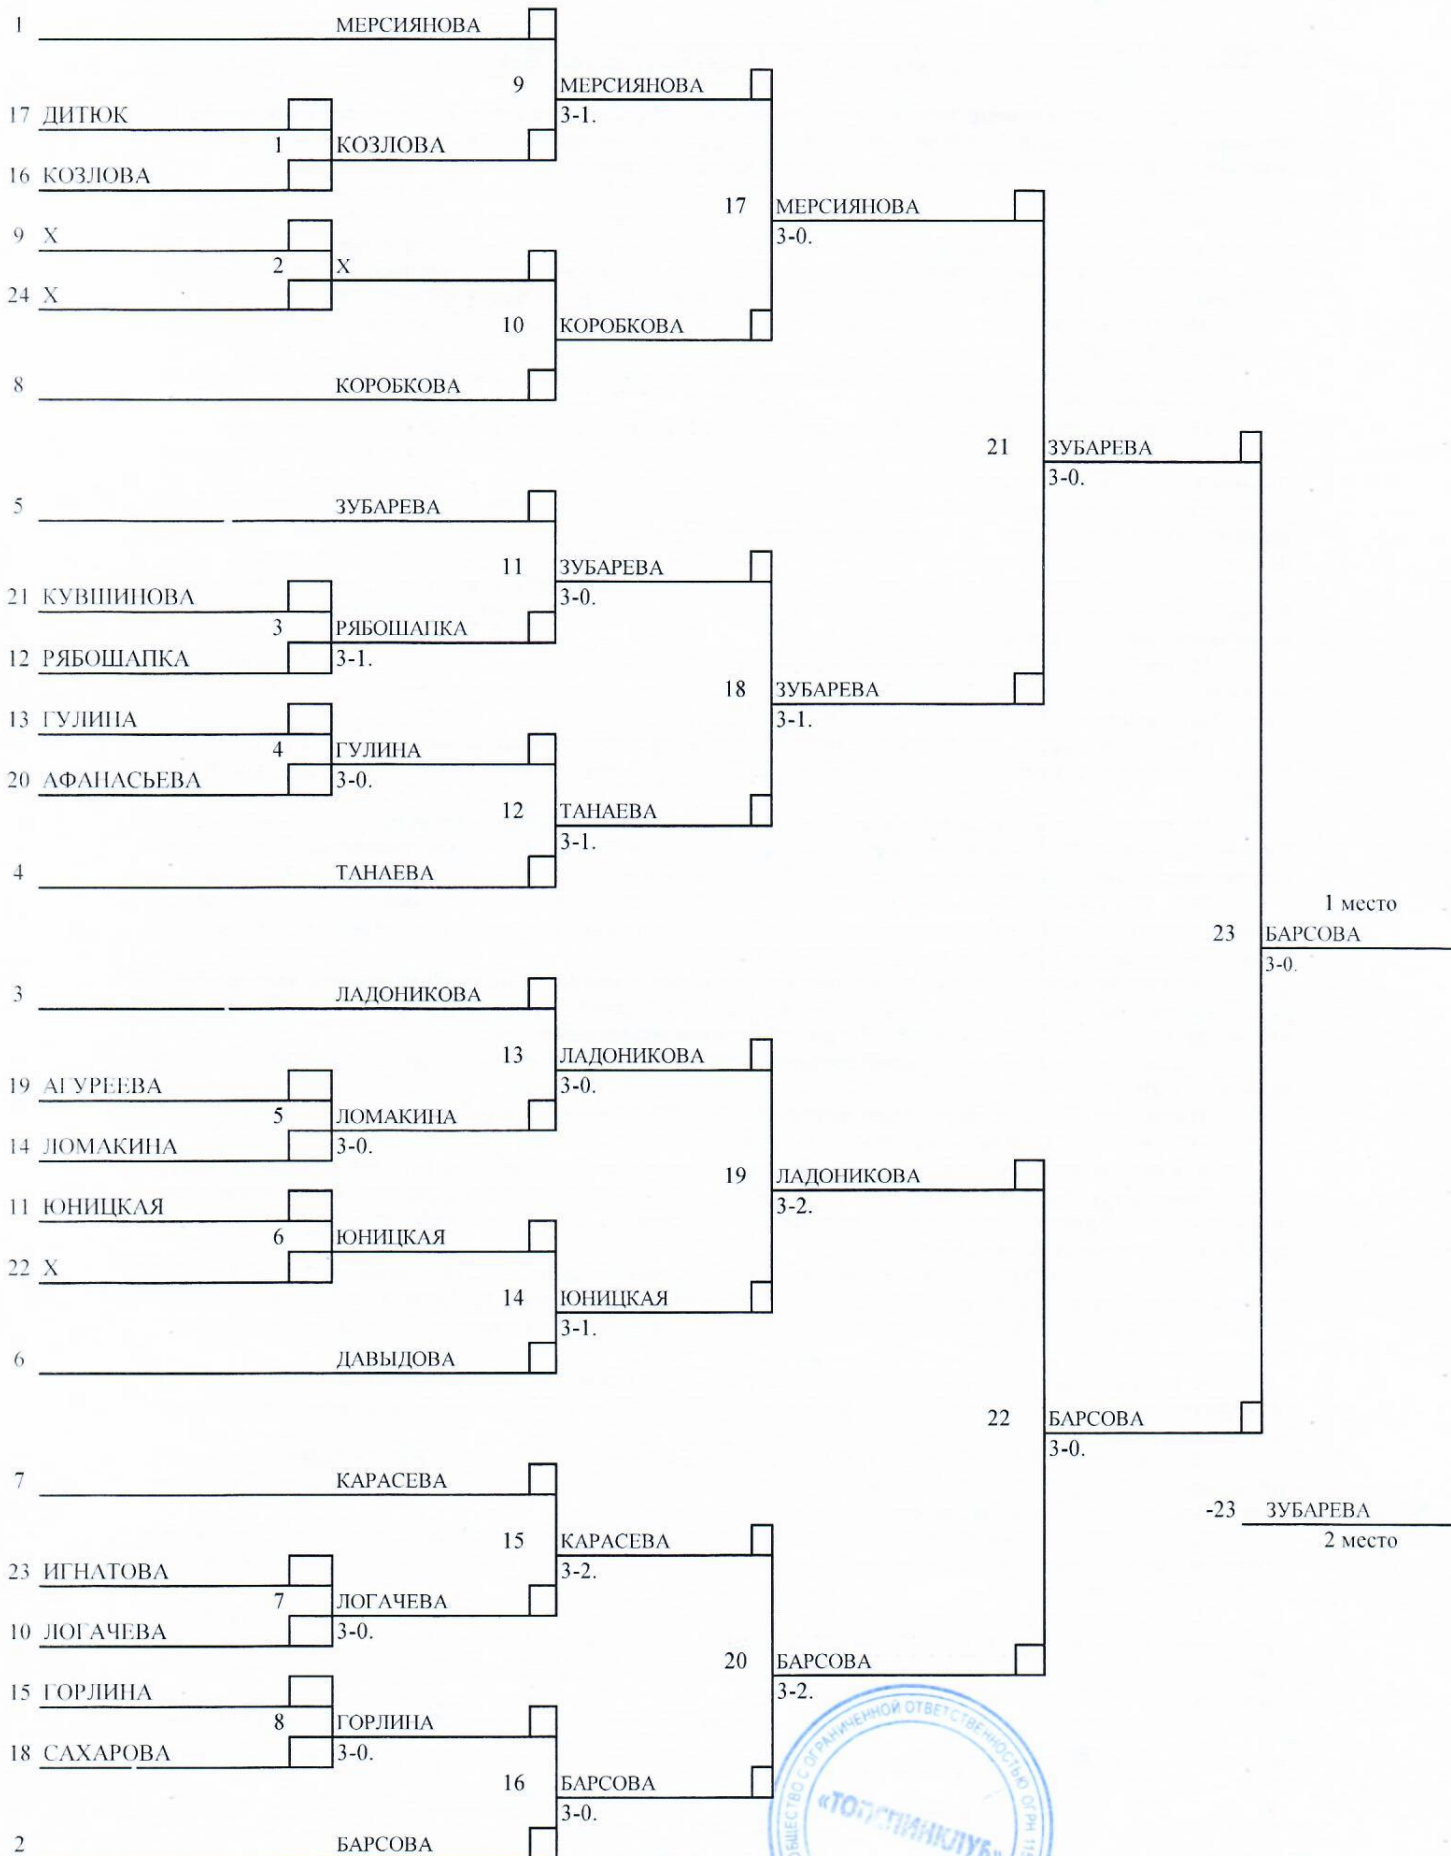 1 МЕРСИЯНОВА
9 МЕРСИЯНОВА
17 ДИТЮК
3-1.
1 КОЗЛОВА
16 КОЗЛОВА
17 МЕРСИЯНОВА
9 X
3-0.
2 X
24 X
10 КОРОБКОВА
8 КОРОБКОВА
21 ЗУБАРЕВА
3-0.
5 ЗУБАРЕВА
11 ЗУБАРЕВА
21 КУВШИНОВА
3-0.
3 РЯБОШАПКА
12 РЯБОШАПКА
3-1.
18 ЗУБАРЕВА
13 ГУЛИНА
3-1.
4 ГУЛИНА
20 АФАНАСЬЕВА
3-0.
12 ТАНАЕВА
3-1.
4 ТАНАЕВА
1 место
23 БАРСОВА
3-0.
3 ЛАДОНИКОВА
13 ЛАДОНИКОВА
19 АГУРЕЕВА
3-0.
5 ЛОМАКИНА
14 ЛОМАКИНА
3-0.
19 ЛАДОНИКОВА
11 ЮНИЦКАЯ
3-2.
6 ЮНИЦКАЯ
22 X
14 ЮНИЦКАЯ
3-1.
6 ДАВЫДОВА
22 БАРСОВА
3-0.
7 КАРАСЕВА
-23 ЗУБАРЕВА
2 место
15 КАРАСЕВА
23 ИГНАТОВА
3-2.
7 ЛОГАЧЕВА
10 ЛОГАЧЕВА
3-0.
20 БАРСОВА
15 ГОРЛИНА
3-2.
8 ГОРЛИНА
18 САХАРОВА
3-0.
16 БАРСОВА
3-0.
2 БАРСОВА
ОБЩЕСТВО С ОГРАНИЧЕННОЙ ОТВЕТСТВЕННОСТЬЮ ОГРН
«ТОПСПИНКЛУБ»